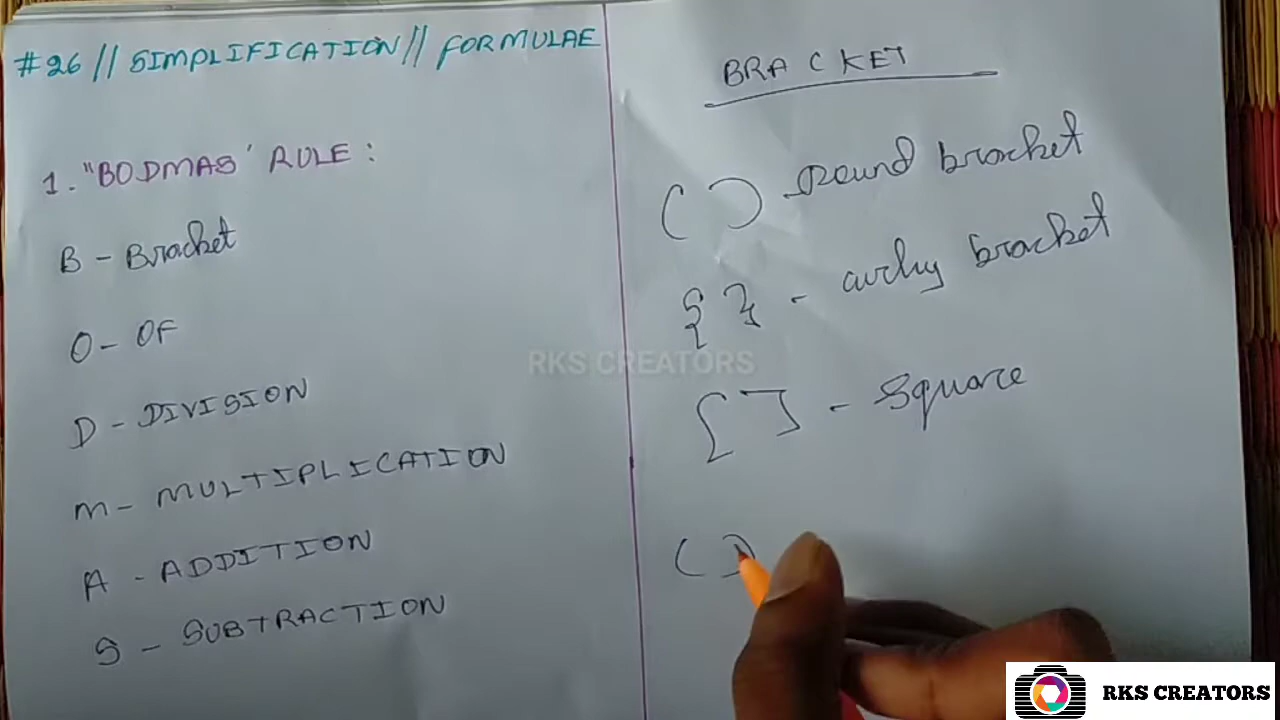 #26 // SIMPLIFICATION // FORMULAE
1. "BODMAS' RULE :
B - Bracket
O - OF
D - DIVISION
M - MULTIPLICATION
A - ADDITION
S - SUBTRACTION
BRACKET
( ) - Round bracket
{ } - curly bracket
[ ] - Square
( )
RKS CREATORS
RKS CREATORS